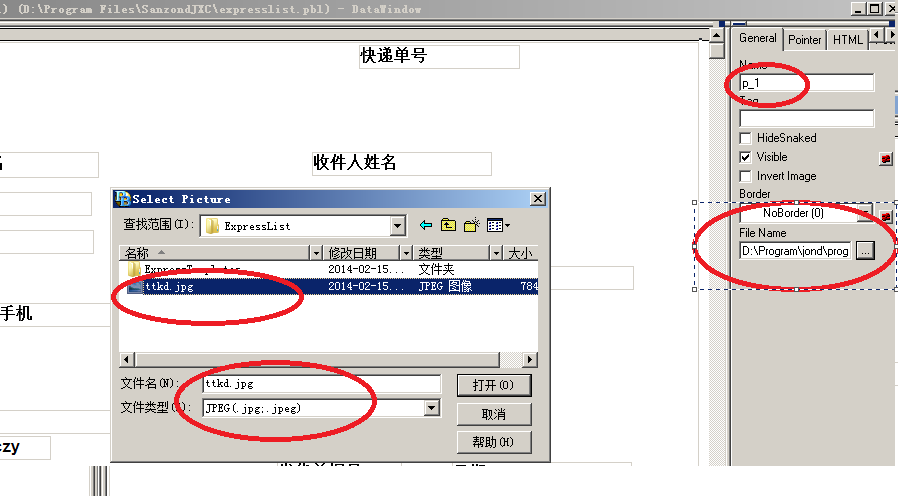 ) (D:\Program Files\SanzondJXC\expresslist.pbl) - DataWindow
快递单号
General Pointer HTML
Name
p_1
Tag
HideSnaked
收件人姓名
Visible
Invert Image
Border
Select Picture
NoBorder (0)
查找范围(I): ExpressList
File Name
D:\Program\jond\prog ...
名称 修改日期 类型 大小
2014-02-15... 文件夹
ttkd.jpg 2014-02-15... JPEG 图像 784
手机
文件名(N): ttkd.jpg 打开(O)
文件类型(T): JPEG(.jpg;.jpeg) 取消
帮助(H)
czy